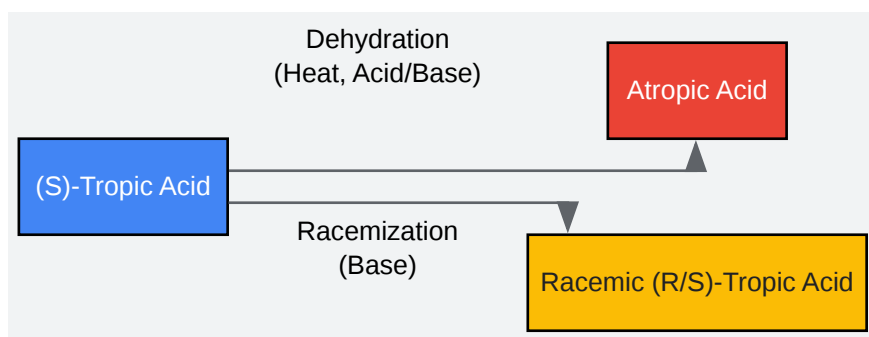 Dehydration
(Heat, Acid/Base)
Atropic Acid
(S)-Tropic Acid
Racemization
(Base)
Racemic (R/S)-Tropic Acid